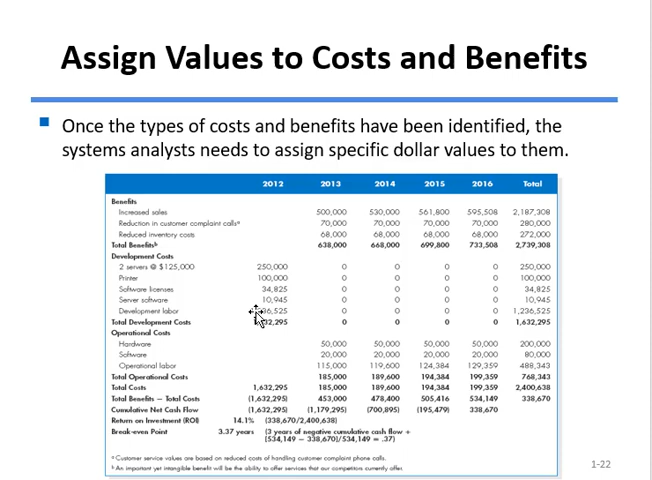 Assign Values to Costs and Benefits
Once the types of costs and benefits have been identified, the
systems analysts needs to assign specific dollar values to them.
2012 2013 2014 2015 2016 Total
Benefits
Increased sales 500,000 530,000 561,800 595,508 2,187,308
Reduction in customer complaint callsᵃ 70,000 70,000 70,000 70,000 280,000
Reduced inventory costs 68,000 68,000 68,000 68,000 272,000
Total Benefitsᵇ 638,000 668,000 699,800 733,508 2,739,308
Development Costs
2 servers @ $125,000 250,000 0 0 0 0 250,000
Printer 100,000 0 0 0 0 100,000
Software licenses 34,825 0 0 0 0 34,825
Server software 10,945 0 0 0 0 10,945
Development labor 0 0 0 0 1,236,525
Total Development Costs 0 0 0 0 1,632,295
Operational Costs
Hardware 50,000 50,000 50,000 50,000 200,000
Software 20,000 20,000 20,000 20,000 80,000
Operational labor 115,000 119,600 124,384 129,359 488,343
Total Operational Costs 185,000 189,600 194,384 199,359 768,343
Total Costs 1,632,295 185,000 189,600 194,384 199,359 2,400,638
Total Benefits — Total Costs (1,632,295) 453,000 478,400 505,416 534,149 338,670
Cumulative Net Cash Flow (1,632,295) (1,179,295) (700,895) (195,479) 338,670
Return on Investment (ROI) 14.1% (338,670/2,400,638)
Break-even Point 3.37 years (3 years of negative cumulative cash flow +
(534,149 − 338,670)/534,149 = .37)
ᵃ Customer service values are based on reduced costs of handling customer complaint phone calls.
ᵇ An important yet intangible benefit will be the ability to offer services that our competitors currently offer.
1-22